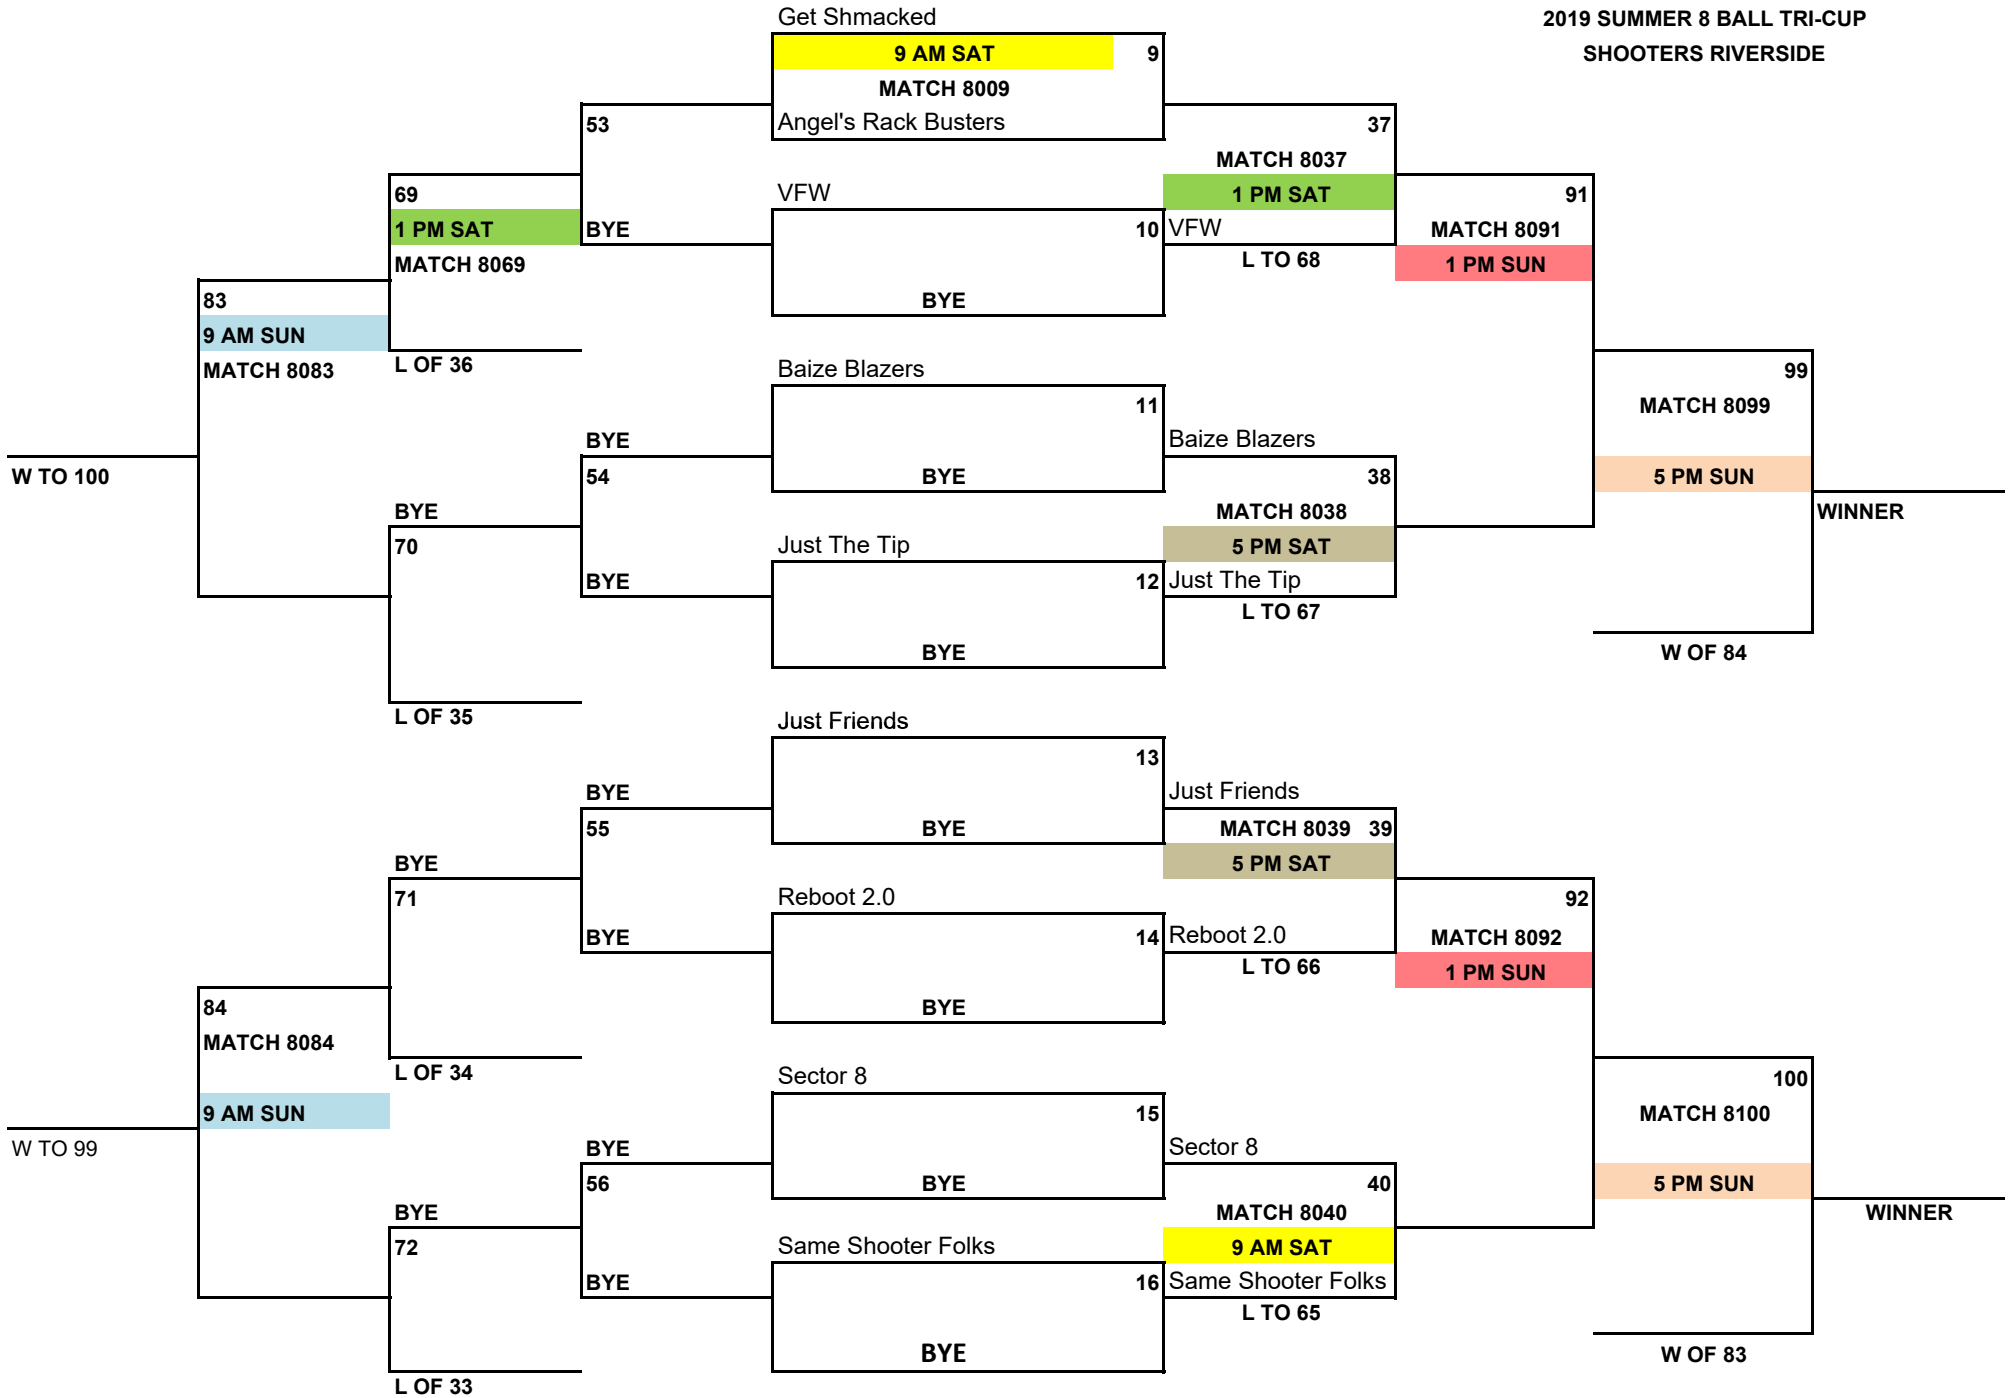 Get Shmacked
2019 SUMMER 8 BALL TRI-CUP
SHOOTERS RIVERSIDE
9 AM SAT 9
MATCH 8009
Angel's Rack Busters
53
37
MATCH 8037
69
VFW
1 PM SAT
91
1 PM SAT
BYE
10
VFW
MATCH 8091
MATCH 8069
L TO 68
1 PM SUN
83
BYE
9 AM SUN
MATCH 8083
L OF 36
Baize Blazers
99
11
MATCH 8099
BYE
Baize Blazers
W TO 100
54
BYE
38
5 PM SUN
BYE
MATCH 8038
WINNER
70
Just The Tip
5 PM SAT
BYE
12
Just The Tip
L TO 67
BYE
W OF 84
L OF 35
Just Friends
13
BYE
Just Friends
55
BYE
MATCH 8039 39
BYE
5 PM SAT
71
Reboot 2.0
92
BYE
14
Reboot 2.0
MATCH 8092
L TO 66
1 PM SUN
84
BYE
MATCH 8084
L OF 34
Sector 8
100
9 AM SUN
15
MATCH 8100
W TO 99
BYE
Sector 8
56
BYE
40
5 PM SUN
BYE
MATCH 8040
WINNER
72
Same Shooter Folks
9 AM SAT
BYE
16
Same Shooter Folks
L TO 65
BYE
W OF 83
L OF 33